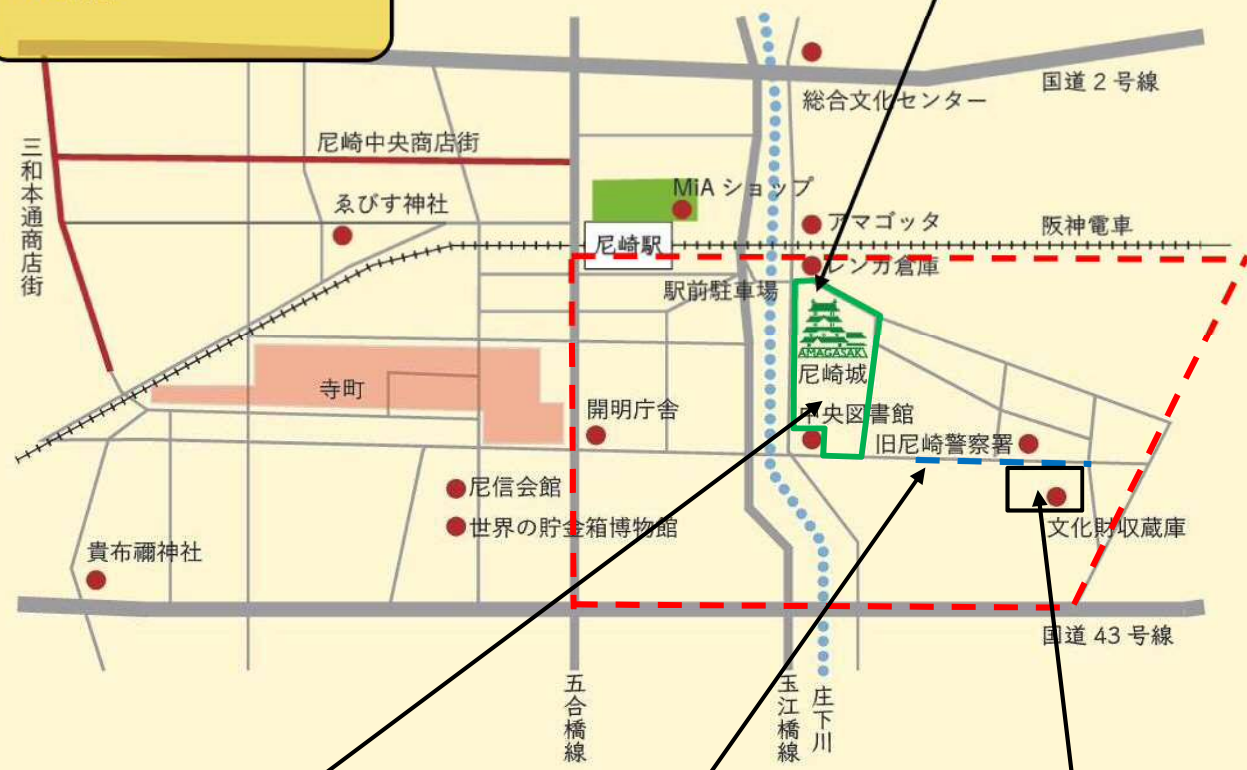 国道２号線
総合文化センター
三和本通商店街
尼崎中央商店街
MiA ショップ
ゑびす神社
アマゴッタ
阪神電車
尼崎駅
レンガ倉庫
駅前駐車場
AMAGASAKI
尼崎城
寺町
開明庁舎
中央図書館
旧尼崎警察署
尼信会館
世界の貯金箱博物館
文化財収蔵庫
貴布禰神社
国道 43 号線
五合橋線
玉江橋線
庄下川